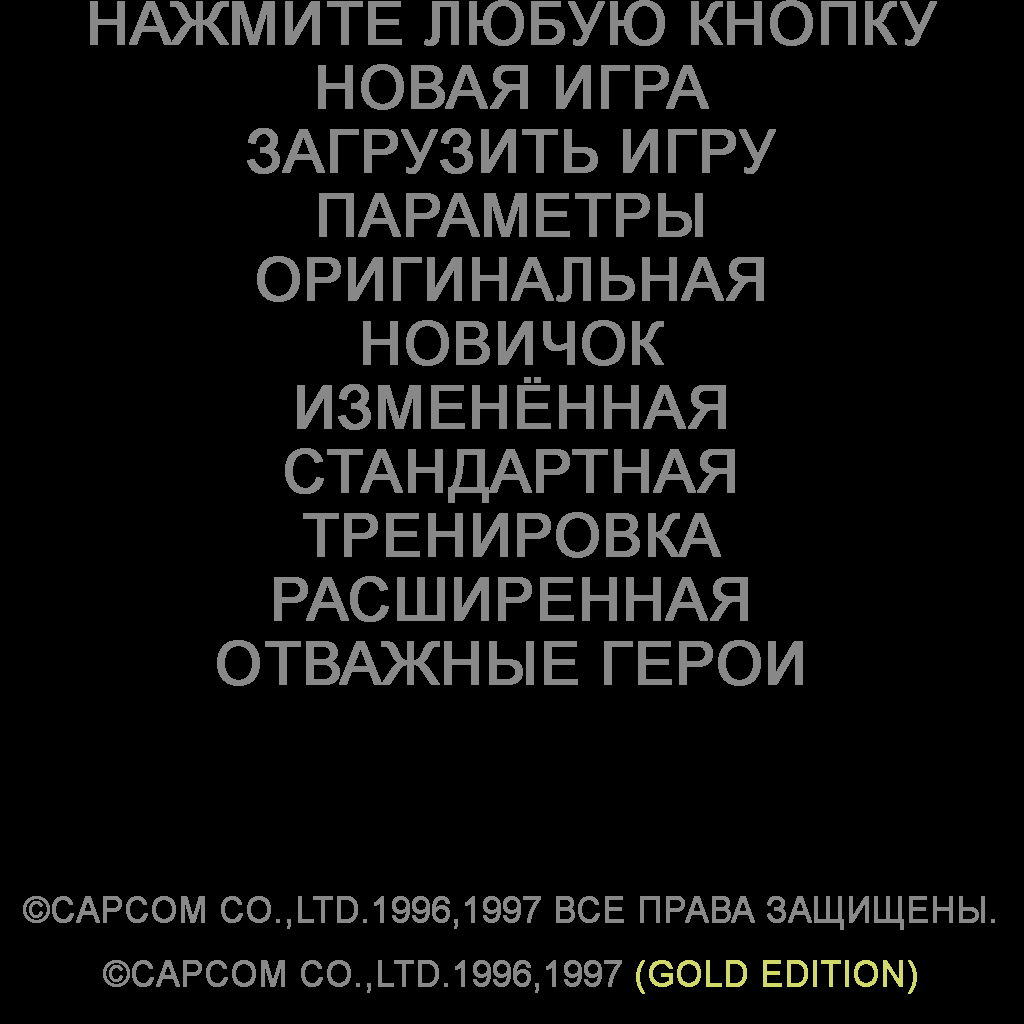 НАЖМИТЕ ЛЮБУЮ КНОПКУ
НОВАЯ ИГРА
ЗАГРУЗИТЬ ИГРУ
ПАРАМЕТРЫ
ОРИГИНАЛЬНАЯ
НОВИЧОК
ИЗМЕНЁННАЯ
СТАНДАРТНАЯ
ТРЕНИРОВКА
РАСШИРЕННАЯ
ОТВАЖНЫЕ ГЕРОИ
©CAPCOM CO.,LTD.1996,1997 ВСЕ ПРАВА ЗАЩИЩЕНЫ.
©CAPCOM CO.,LTD.1996,1997 (GOLD EDITION)